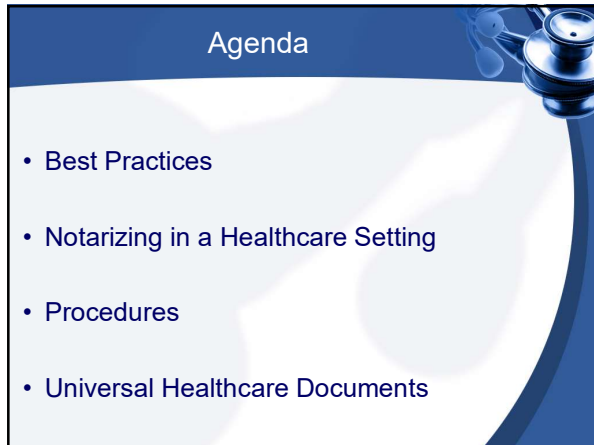 Agenda
• Best Practices
• Notarizing in a Healthcare Setting
• Procedures
• Universal Healthcare Documents